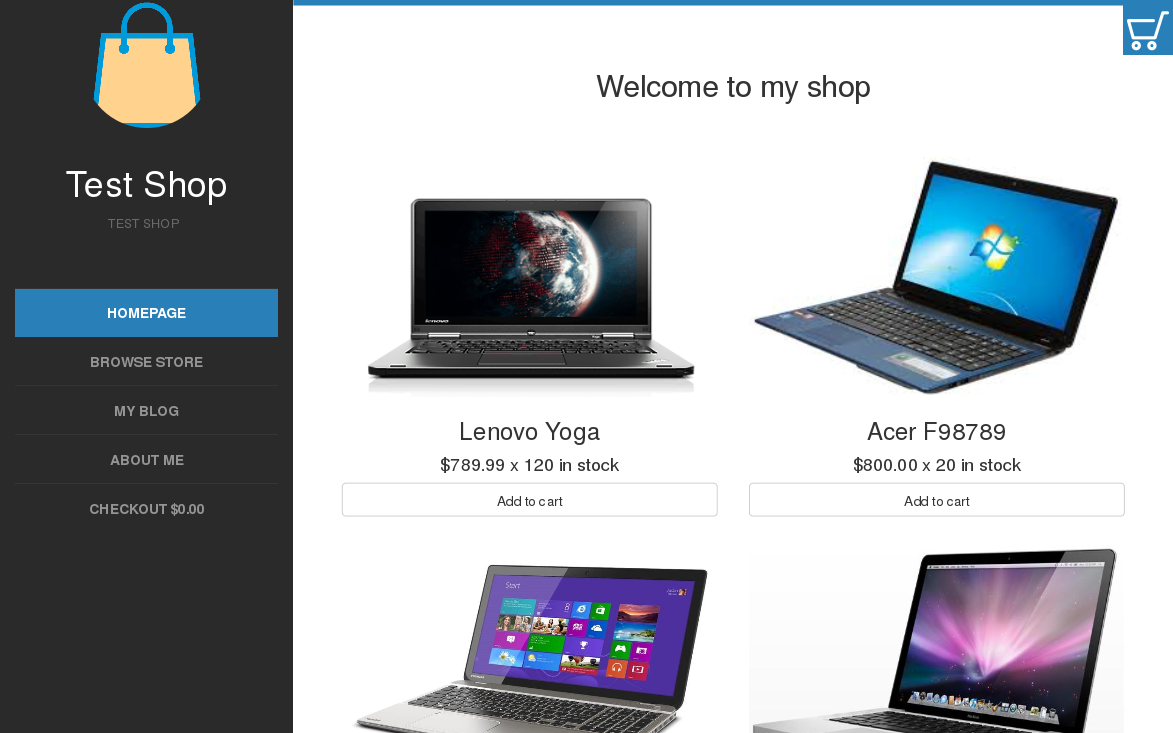 Test Shop
TEST SHOP
HOMEPAGE
BROWSE STORE
MY BLOG
ABOUT ME
CHECKOUT $0.00
Welcome to my shop
Lenovo Yoga
$789.99 x 120 in stock
Add to cart
Acer F98789
$800.00 x 20 in stock
Add to cart
Start